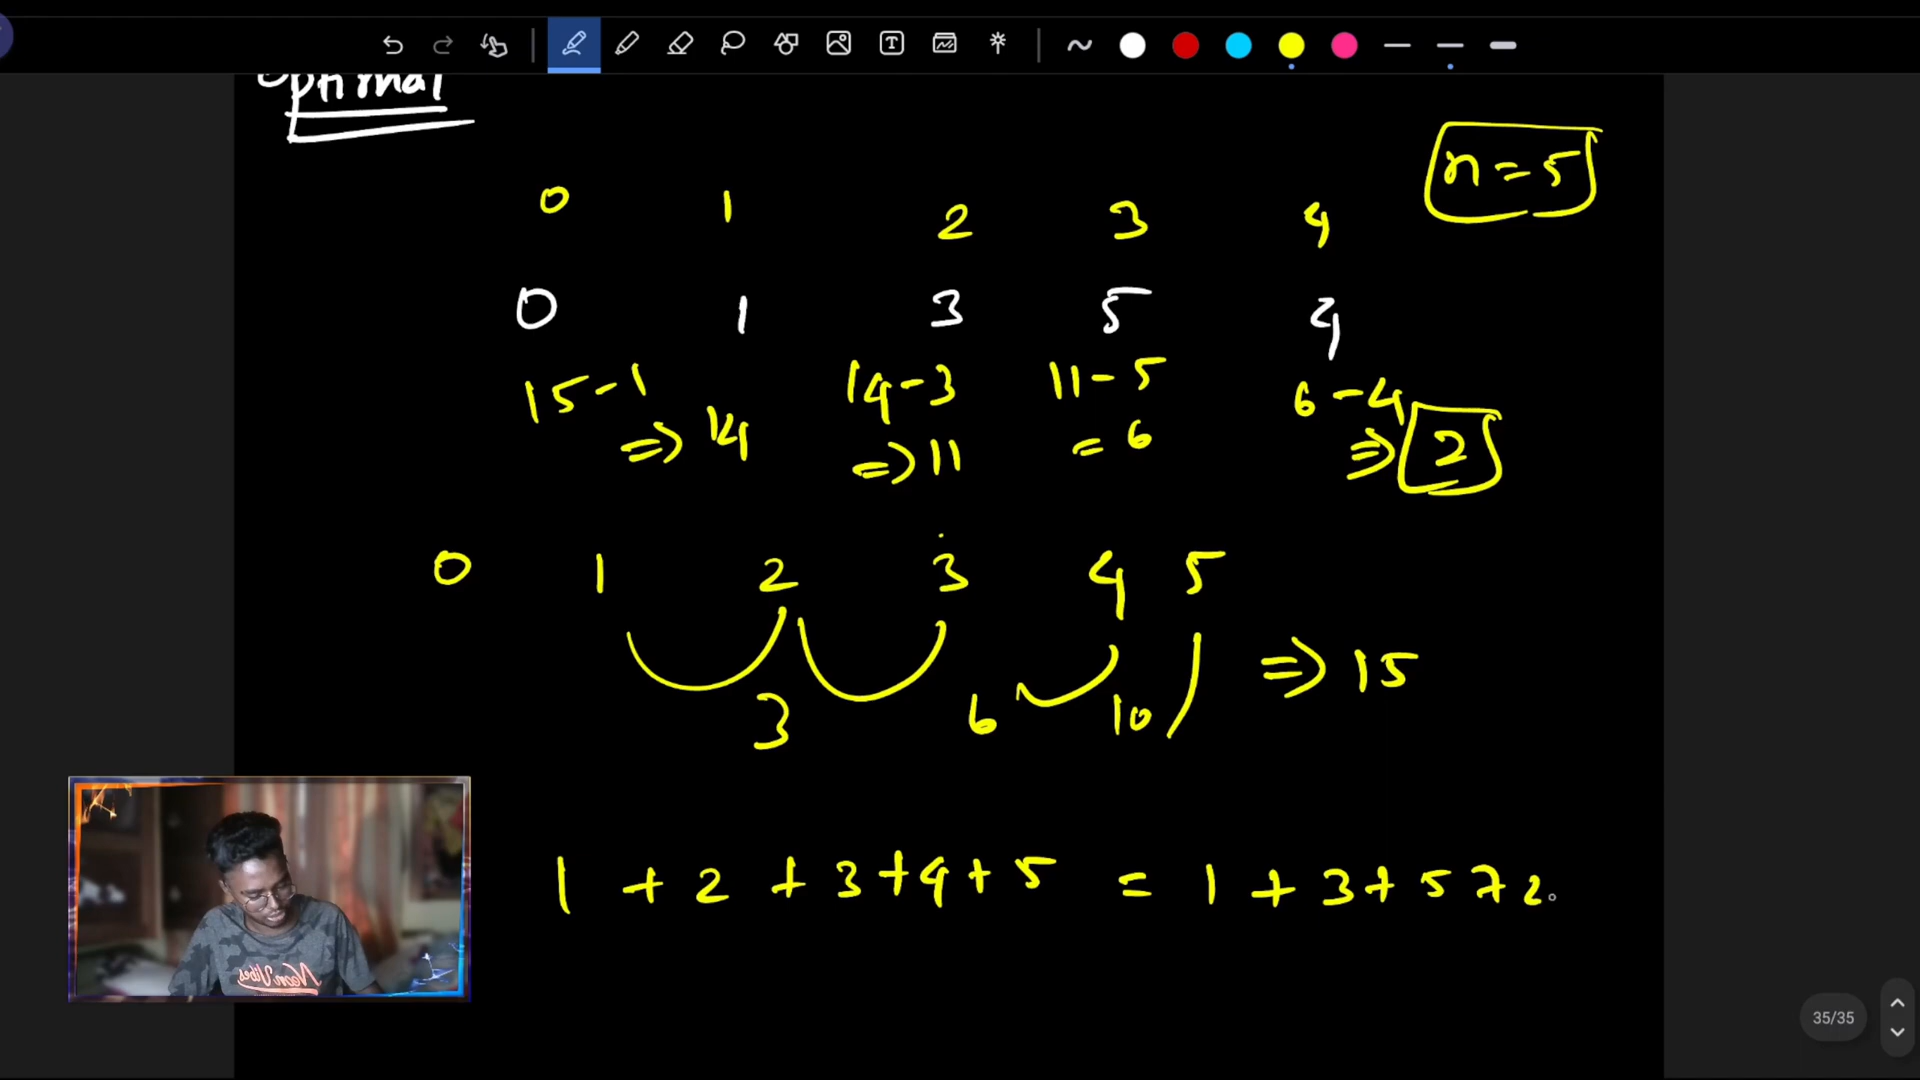 Optimal
n = 5
0 1 2 3 4
0 1 3 5 4
15 - 1 14 - 3 11 - 5 6 - 4
=> 14 => 11 = 6 => 2
0 1 2 3 4 5
=> 15
3 6 10
1 + 2 + 3 + 4 + 5 = 1 + 3 + 5 + 2
Noon Vibes
35/35